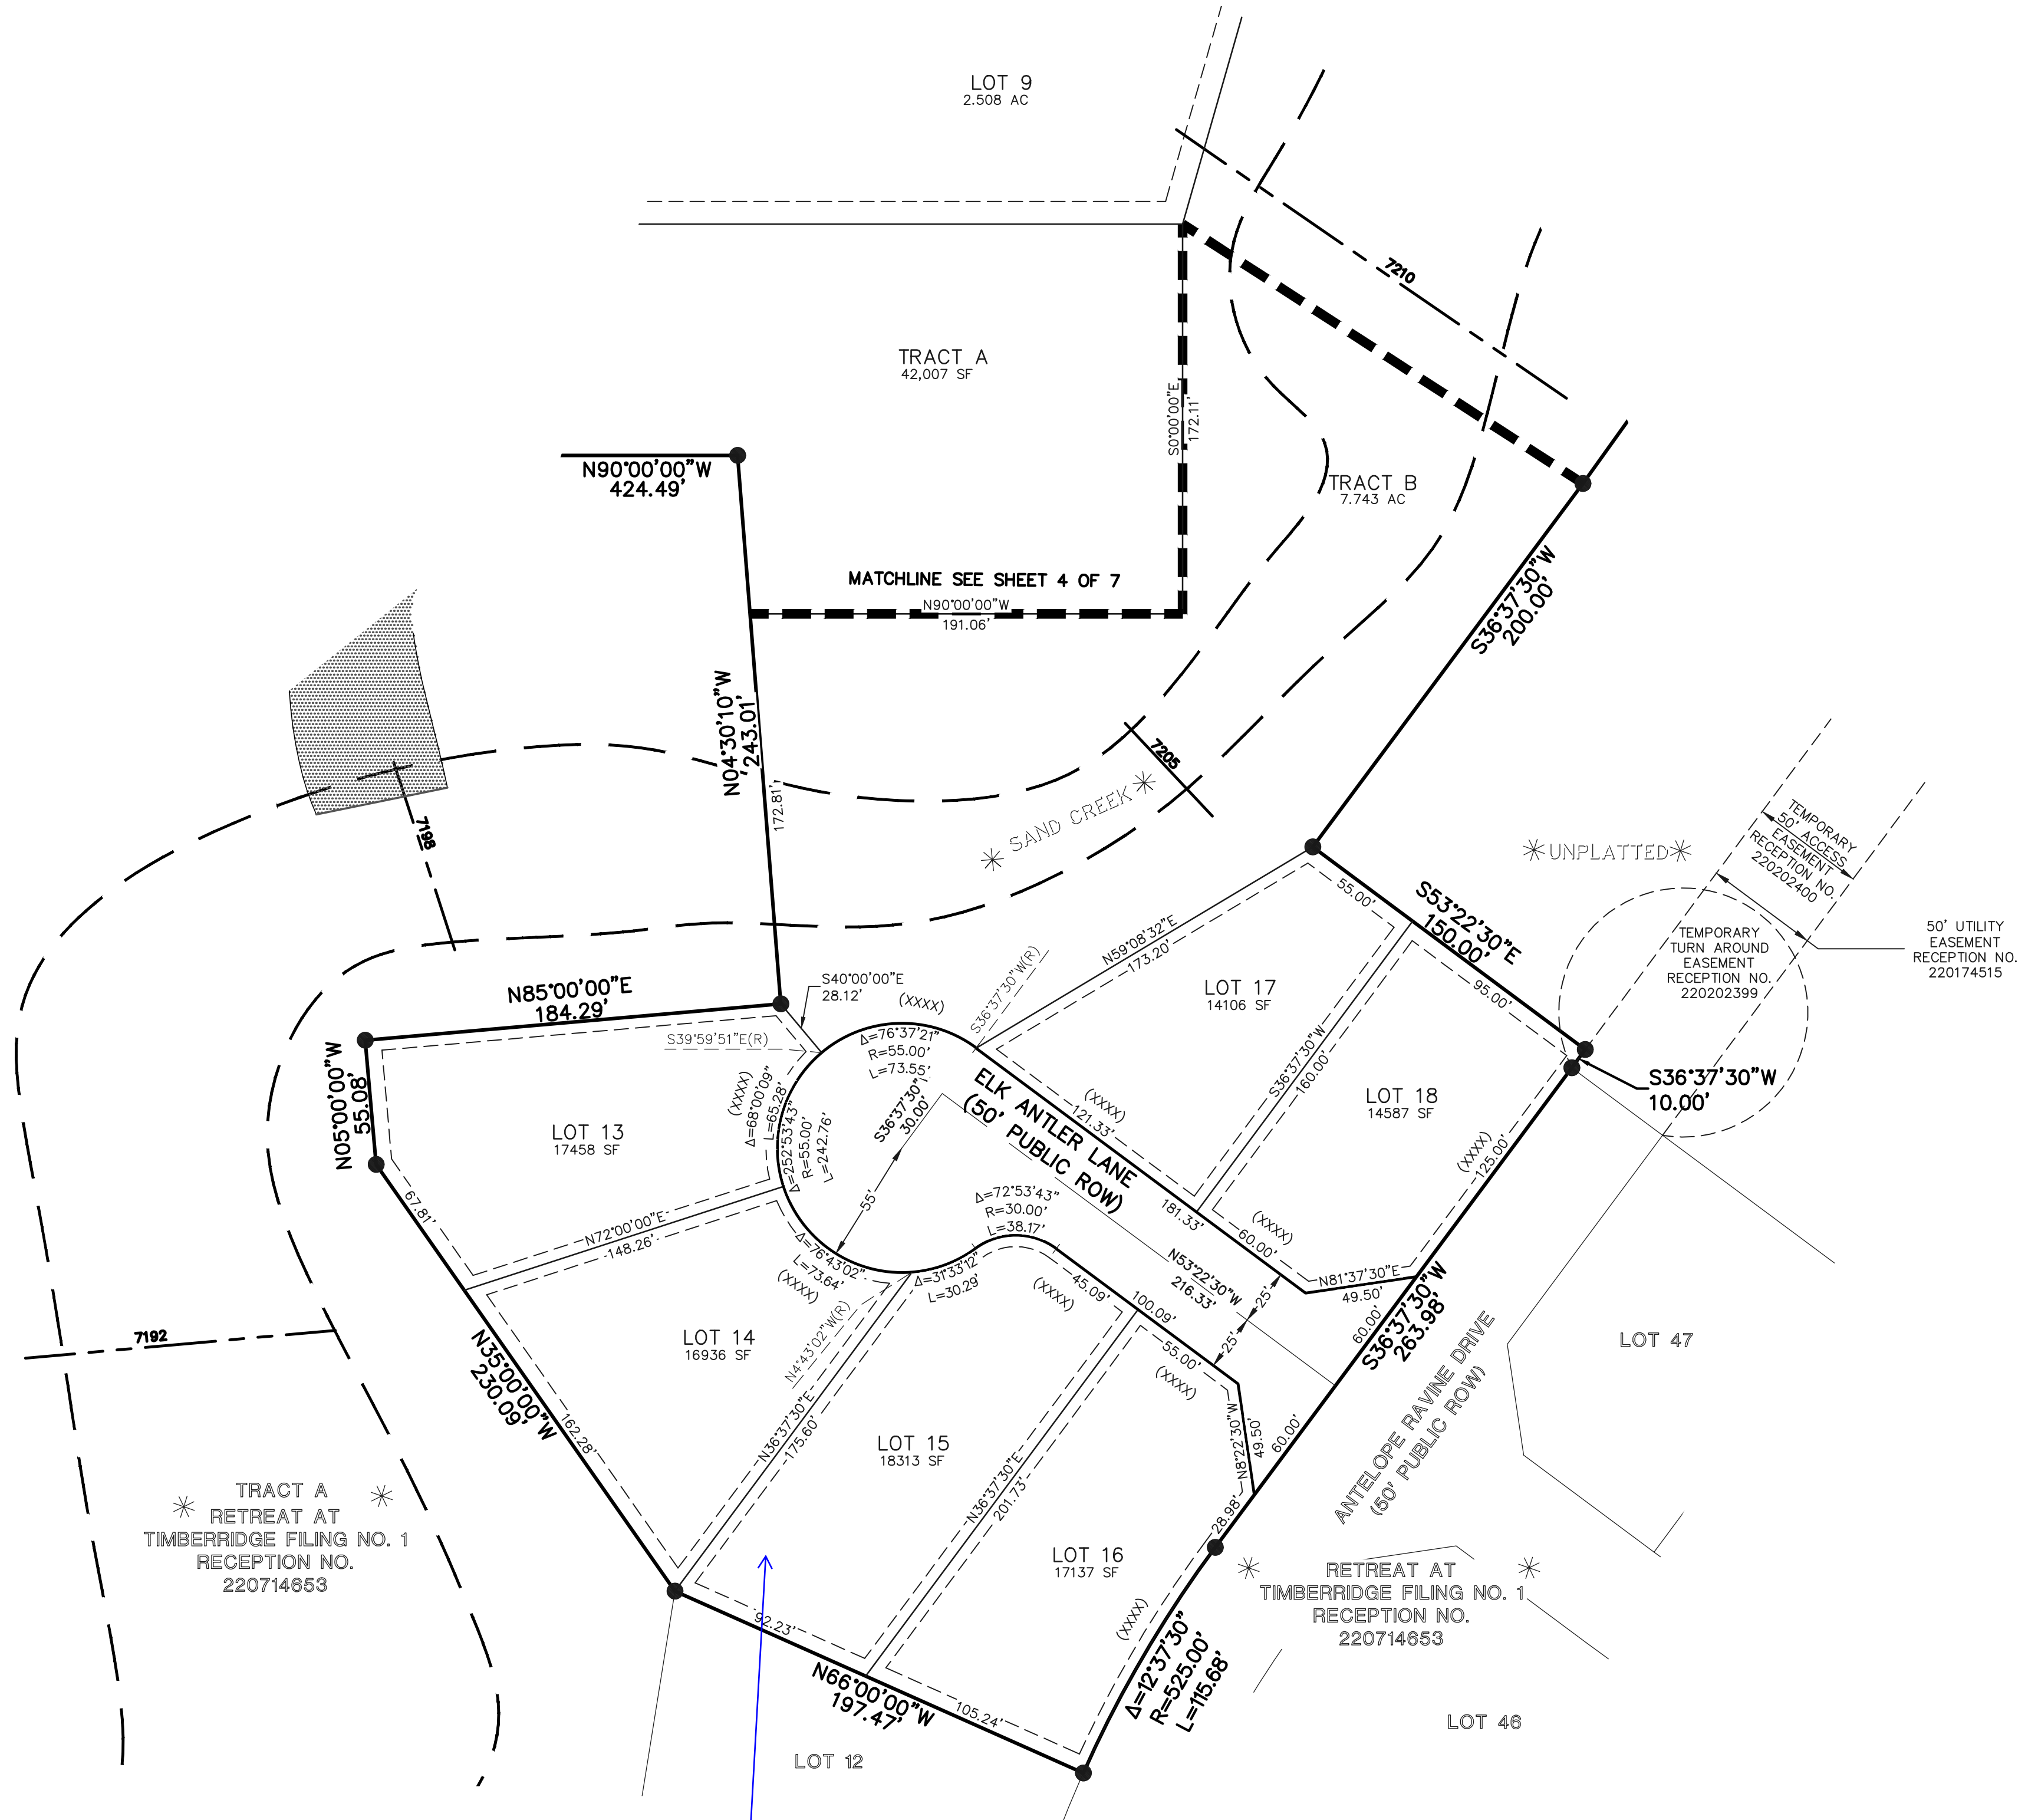 LOT 9
2.508 AC
7210
TRACT A
42,007 SF
S0°00'00"E
172.11'
N90°00'00"W
424.49'
TRACT B
7.743 AC
MATCHLINE SEE SHEET 4 OF 7
N90°00'00"W
191.06'
S36°37'30"W
200.00'
N04°30'10"W
243.01'
172.81'
7205
SAND CREEK
7198
UNPLATTED
TEMPORARY
50' ACCESS
EASEMENT
RECEPTION NO.
220202400
50' UTILITY
EASEMENT
RECEPTION NO.
220174515
TEMPORARY
TURN AROUND
EASEMENT
RECEPTION NO.
220202399
S53°22'30"E
150.00'
55.00'
95.00'
N59°08'32"E
173.20'
LOT 17
14106 SF
S36°37'30"W
160.00'
LOT 18
14587 SF
S36°37'30"W
10.00'
(XXXX)
125.00'
N85°00'00"E
184.29'
S40°00'00"E
28.12'
(XXXX)
S36°37'30"W(R)
S39°59'51"E(R)
Δ=76°37'21"
R=55.00'
L=73.55'
N05°00'00"W
55.08'
LOT 13
17458 SF
(XXXX)
Δ=68°00'09"
L=65.28'
Δ=252°53'43"
R=55.00'
L=242.76'
S36°37'30"
30.00'
55'
ELK ANTLER LANE
(50' PUBLIC ROW)
(XXXX)
121.33'
181.33'
(XXXX)
60.00'
N81°37'30"E
49.50'
67.81'
N72°00'00"E
148.26'
Δ=72°53'43"
R=30.00'
L=38.17'
Δ=76°43'02"
L=73.64'
(XXXX)
Δ=31°33'12"
L=30.29'
(XXXX)
45.09'
100.09'
N53°22'30"W
216.33'
25'
25'
55.00'
(XXXX)
60.00'
S36°37'30"W
263.98'
7192
N35°00'00"W
230.09'
162.28'
LOT 14
16936 SF
N4°43'02"W(R)
N36°37'30"E
175.60'
LOT 15
18313 SF
N36°37'30"E
201.73'
N8°22'30"W
49.50'
60.00'
28.98'
ANTELOPE RAVINE DRIVE
(50' PUBLIC ROW)
LOT 47
TRACT A
RETREAT AT
TIMBERRIDGE FILING NO. 1
RECEPTION NO.
220714653
LOT 16
17137 SF
(XXXX)
RETREAT AT
TIMBERRIDGE FILING NO. 1
RECEPTION NO.
220714653
92.23'
N66°00'00"W
197.47'
105.24'
Δ=12°37'30"
R=525.00'
L=115.68'
LOT 12
LOT 46